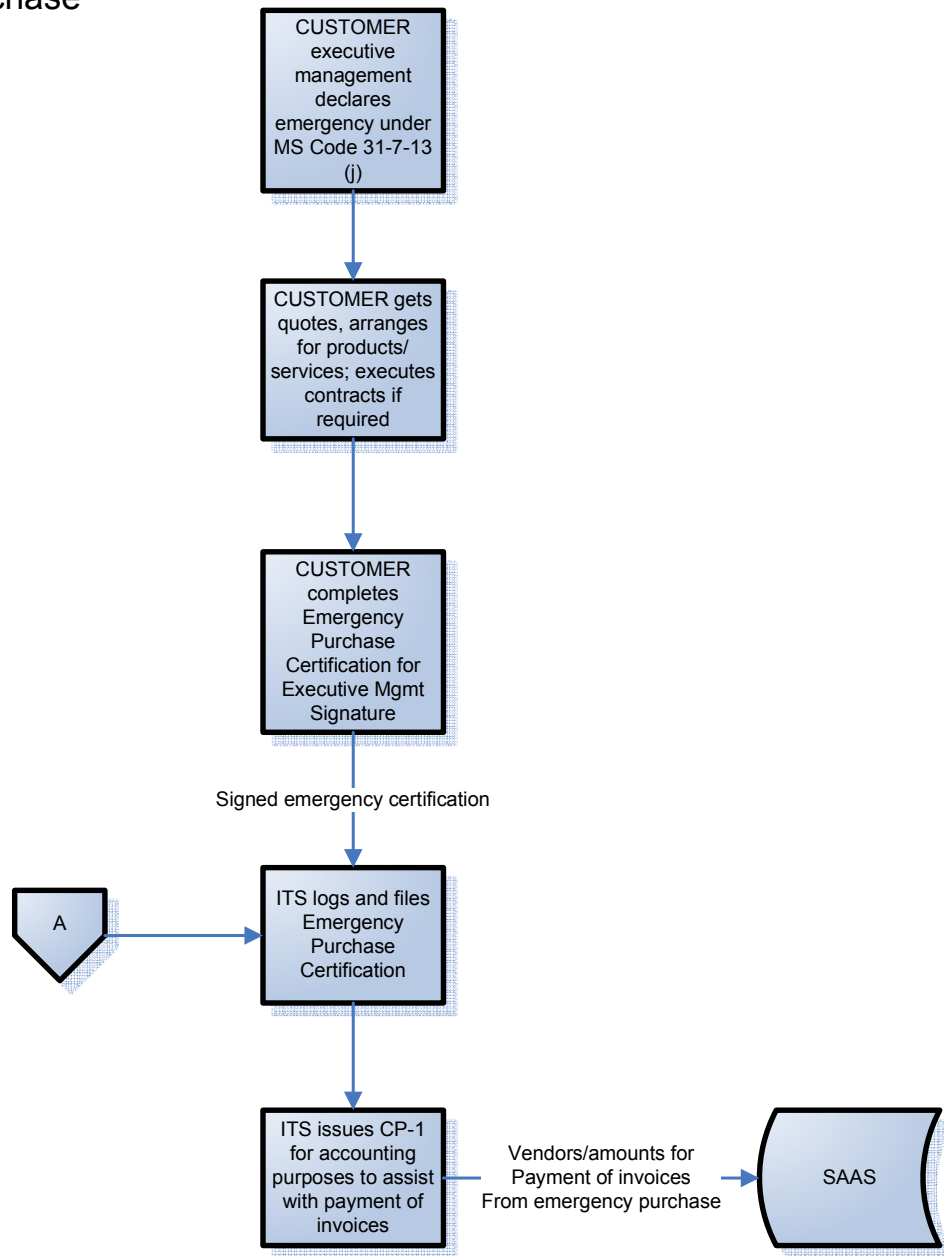 CUSTOMER
executive
management
declares
emergency under
MS Code 31-7-13
(j)
CUSTOMER gets
quotes, arranges
for products/
services; executes
contracts if
required
CUSTOMER
completes
Emergency
Purchase
Certification for
Executive Mgmt
Signature
Signed emergency certification
A
ITS logs and files
Emergency
Purchase
Certification
ITS issues CP-1
for accounting
purposes to assist
with payment of
invoices
Vendors/amounts for
Payment of invoices
From emergency purchase
SAAS